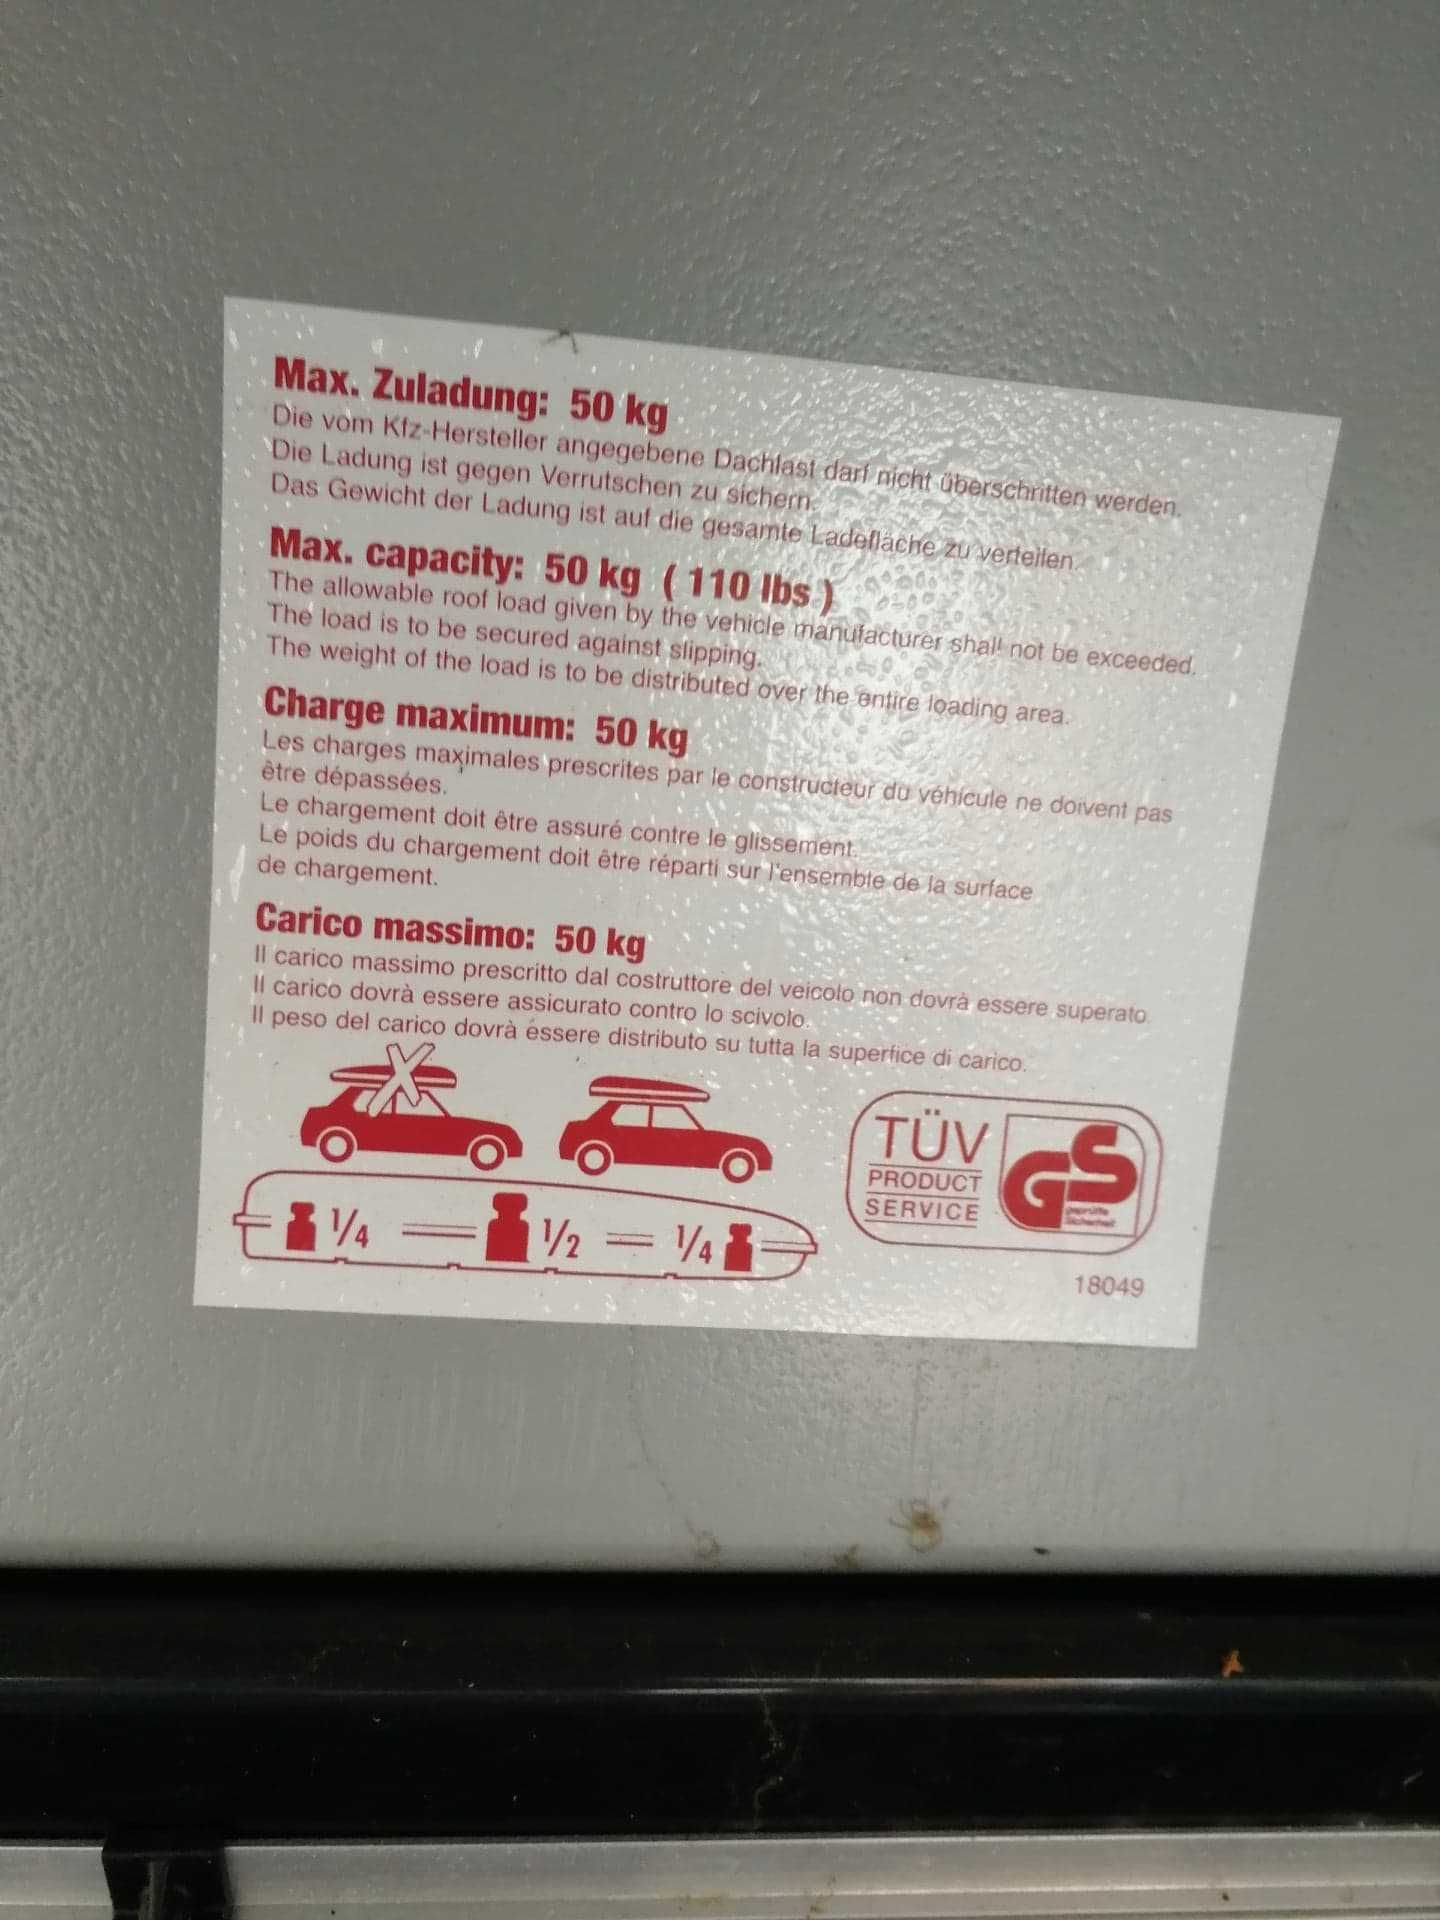 Max. Zuladung: 50 kg
Die vom Kfz-Hersteller angegebene Dachlast darf nicht überschritten werden.
Die Ladung ist gegen Verrutschen zu sichern.
Das Gewicht der Ladung ist auf die gesamte Ladefläche zu verteilen.
Max. capacity: 50 kg ( 110 lbs )
The allowable roof load given by the vehicle manufacturer shall not be exceeded.
The load is to be secured against slipping.
The weight of the load is to be distributed over the entire loading area.
Charge maximum: 50 kg
Les charges maximales prescrites par le constructeur du véhicule ne doivent pas
être dépassées.
Le chargement doit être assuré contre le glissement.
Le poids du chargement doit être réparti sur l'ensemble de la surface
de chargement.
Carico massimo: 50 kg
Il carico massimo prescritto dal costruttore del veicolo non dovrà essere superato.
Il carico dovrà essere assicurato contro lo scivolo.
Il peso del carico dovrà essere distributo su tutta la superfice di carico.
X
1/4 1/2 1/4
TÜV
PRODUCT
SERVICE
GS
geprüfte
Sicherheit
18049